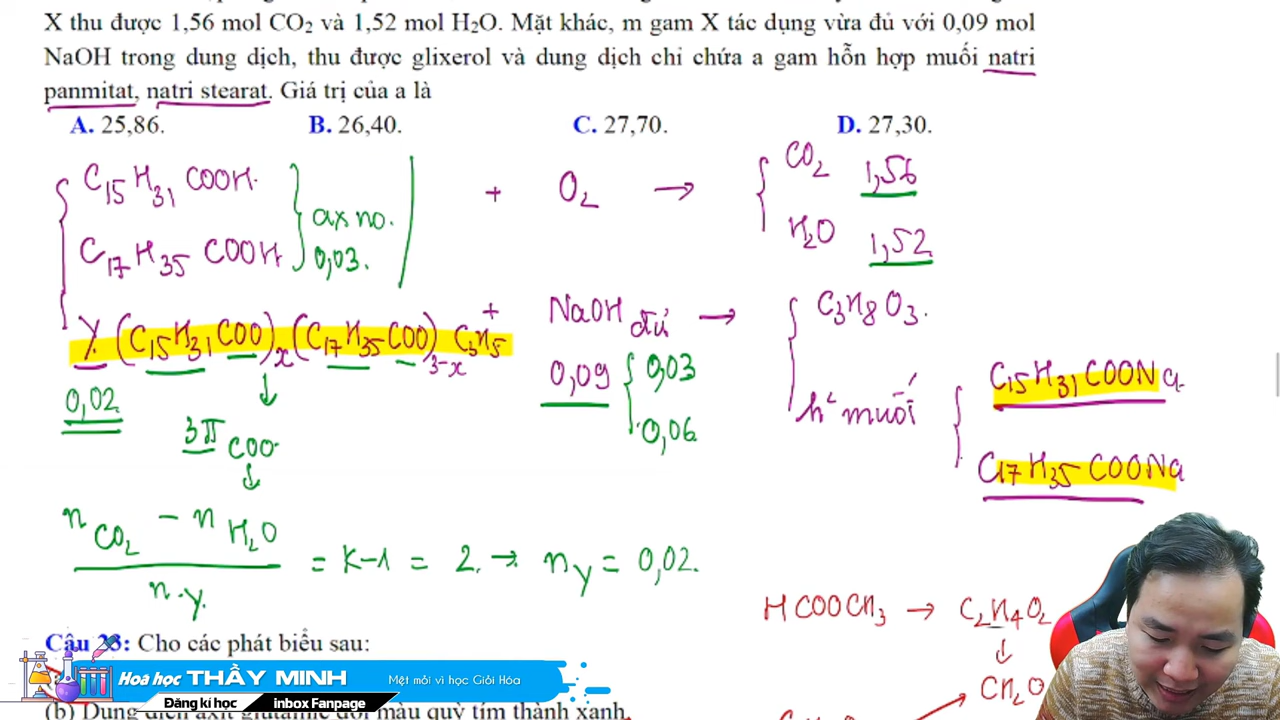 X thu được 1,56 mol CO₂ và 1,52 mol H₂O. Mặt khác, m gam X tác dụng vừa đủ với 0,09 mol
NaOH trong dung dịch, thu được glixerol và dung dịch chỉ chứa a gam hỗn hợp muối natri
panmitat, natri stearat. Giá trị của a là
A. 25,86. B. 26,40. C. 27,70. D. 27,30.
C₁₅H₃₁COOH
C₁₇H₃₅COOH
ax no.
0,03.
+ O₂ →
CO₂ 1,56
H₂O 1,52
Y (C₁₅H₃₁COO)ₓ(C₁₇H₃₅COO)₃₋ₓC₃H₅
+ NaOH đủ →
C₃H₈O₃.
0,02
0,09 0,03
0,06
h² muối
C₁₅H₃₁COONa
C₁₇H₃₅COONa
3π COO
n CO₂ - n H₂O
n Y
= K-1 = 2. → n Y = 0,02.
HCOOCH₃ → C₂H₄O₂
↓
CH₂O
Câu 23: Cho các phát biểu sau:
Hoá học THẦY MINH
Mệt mỏi vì học Giỏi Hóa
Đăng kí học inbox Fanpage
(b) Dung dịch axit glutamic đổi màu quỳ tím thành xanh.